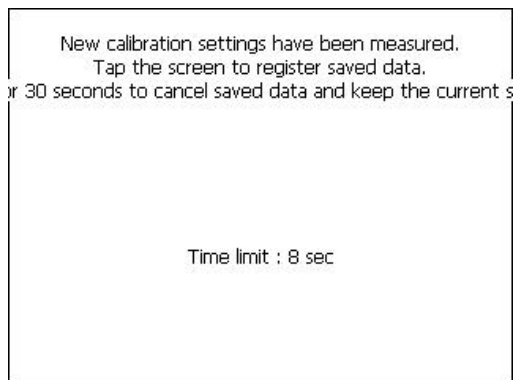 New calibration settings have been measured.
Tap the screen to register saved data.
30 seconds to cancel saved data and keep the current
Time limit : 8 sec